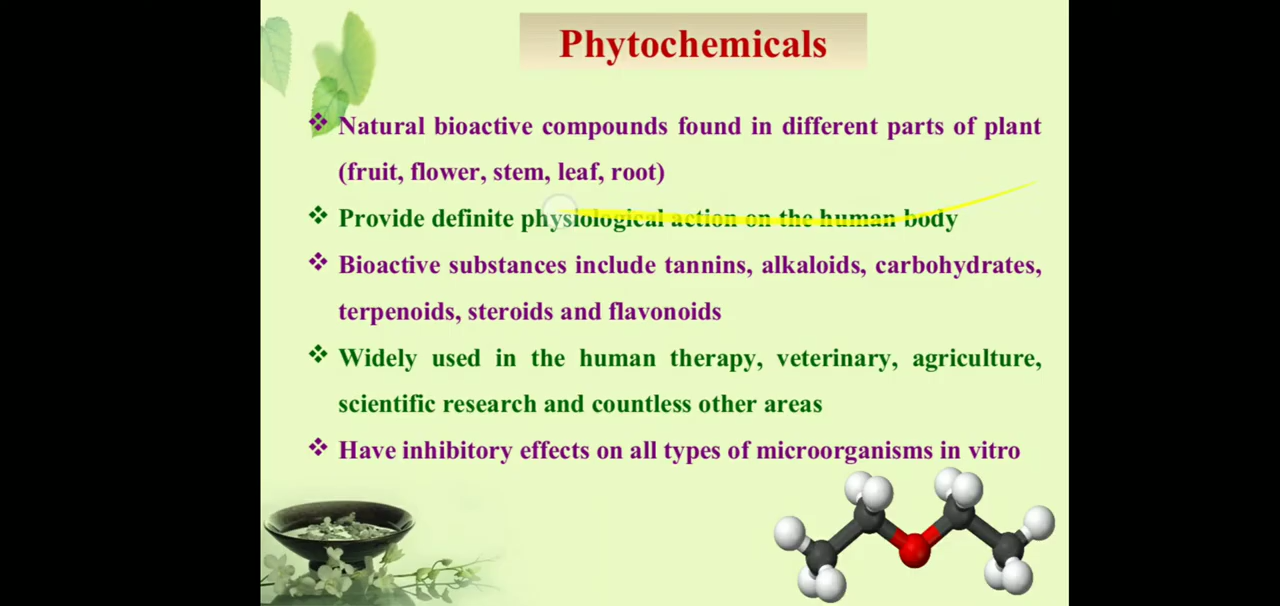 Phytochemicals
❖ Natural bioactive compounds found in different parts of plant
(fruit, flower, stem, leaf, root)
❖ Provide definite physiological action on the human body
❖ Bioactive substances include tannins, alkaloids, carbohydrates,
terpenoids, steroids and flavonoids
❖ Widely used in the human therapy, veterinary, agriculture,
scientific research and countless other areas
❖ Have inhibitory effects on all types of microorganisms in vitro